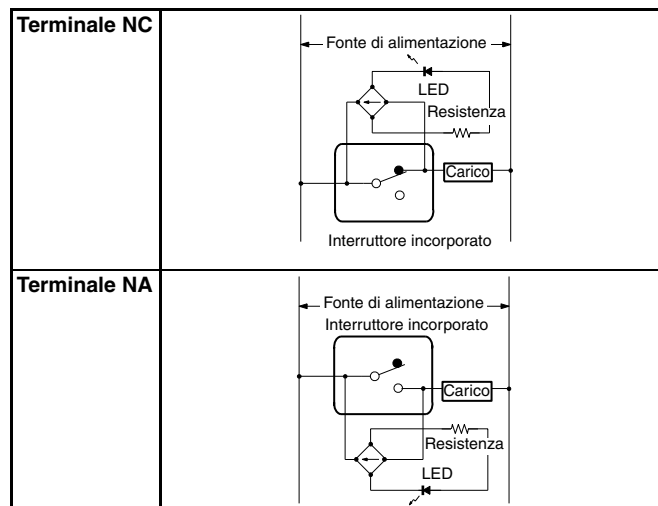 Terminale NC
Fonte di alimentazione
LED
Resistenza
Carico
Interruttore incorporato
Terminale NA
Fonte di alimentazione
Interruttore incorporato
Carico
Resistenza
LED